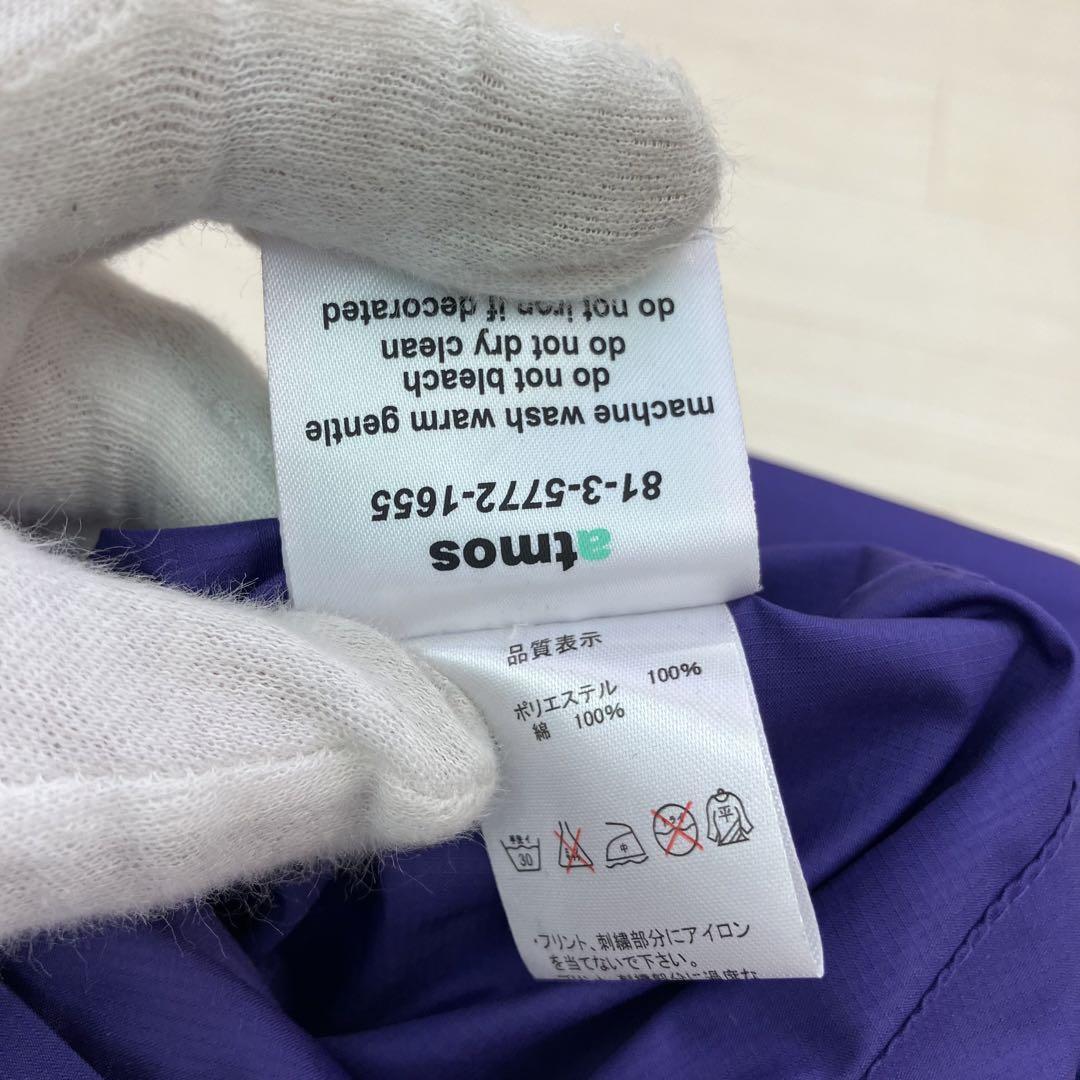 atmos
81-3-5772-1655
machne wash warm gentle
do not bleach
do not dry clean
do not iron if decorated
品質表示
ポリエステル 100%
綿 100%
30 中 平
・プリント、刺繍部分にアイロン
を当てないで下さい。